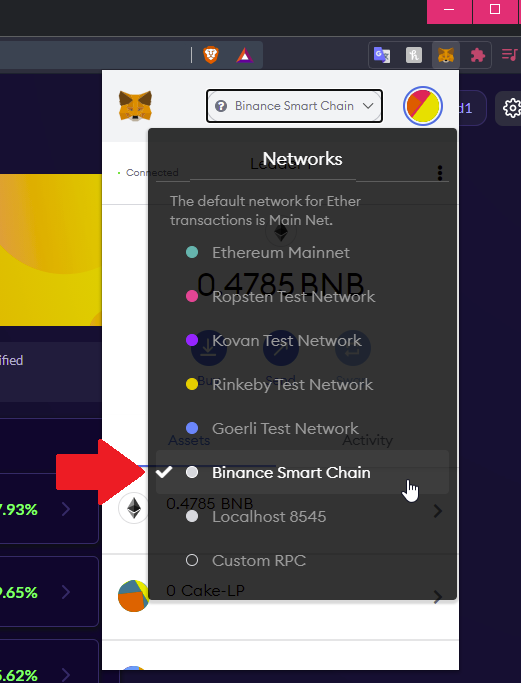 Binance Smart Chain
d1
Networks
Connected
The default network for Ether
transactions is Main Net.
Ethereum Mainnet
0.4785 BNB
Ropsten Test Network
Kovan Test Network
ified
Rinkeby Test Network
Goerli Test Network
Assets
Activity
Binance Smart Chain
0.4785 BNB
7.93%
Localhost 8545
Custom RPC
0 Cake-LP
9.65%
5.62%